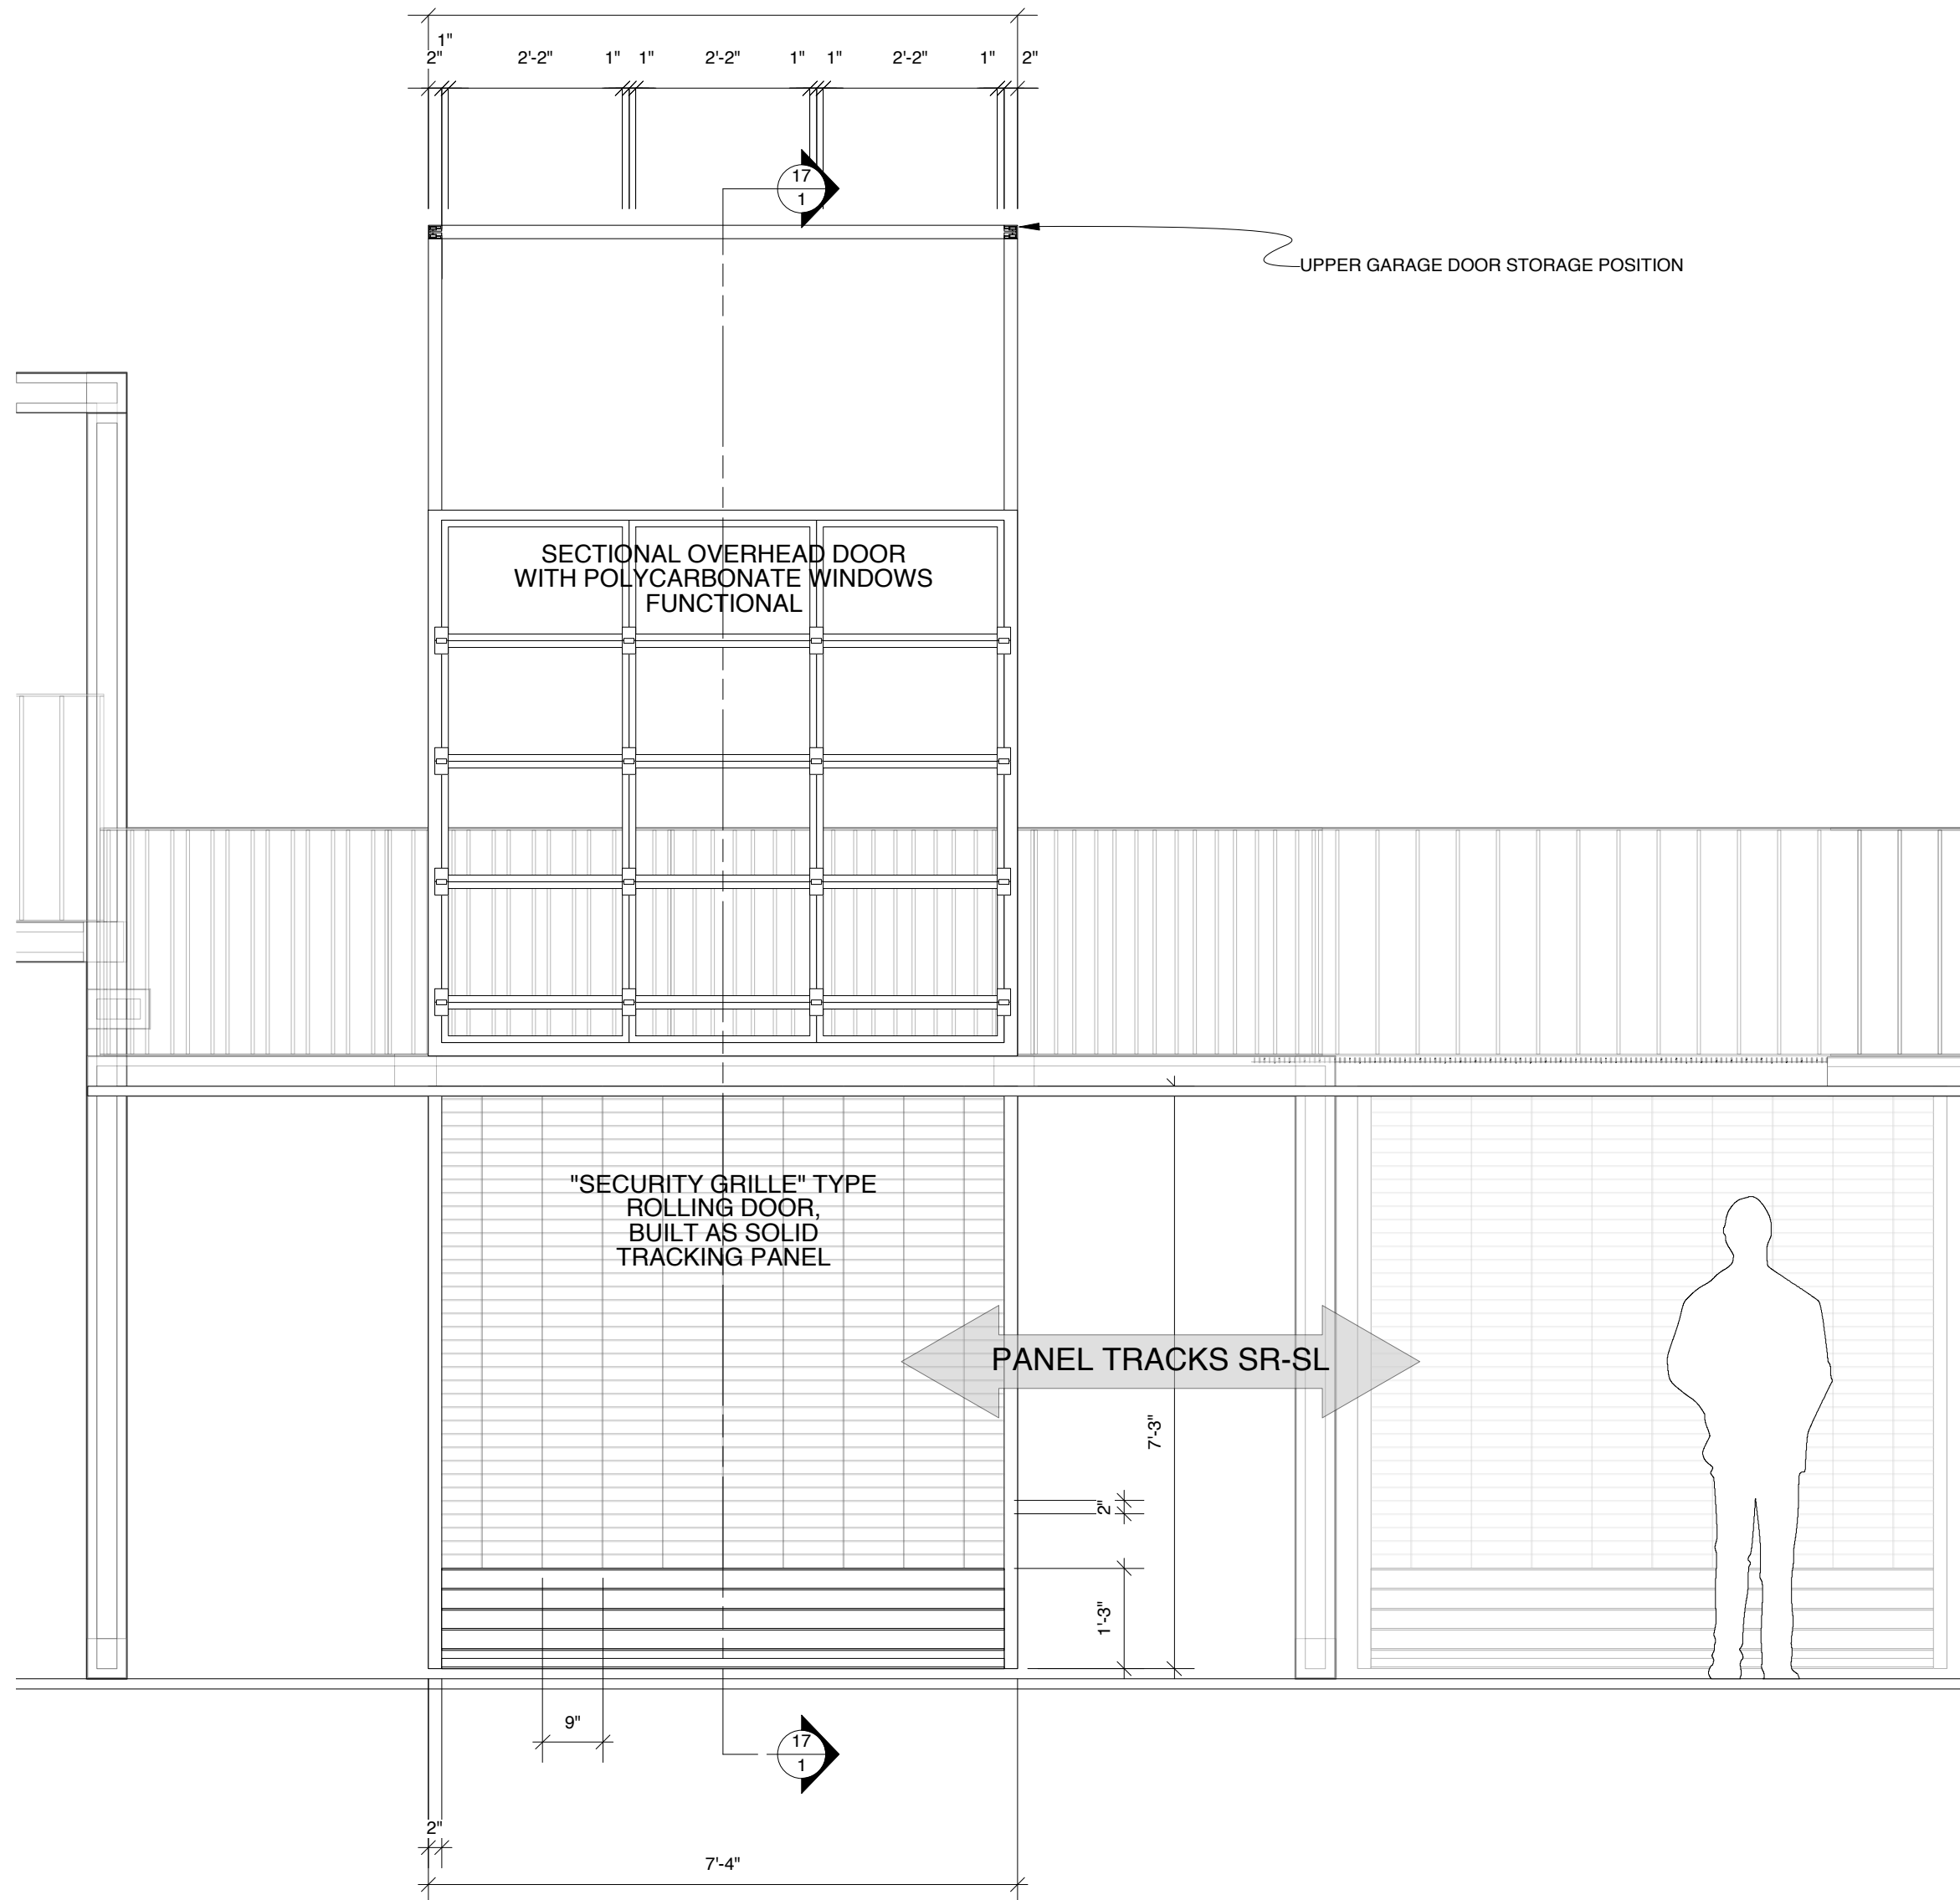 1"
2" 2'-2" 1" 1" 2'-2" 1" 1" 2'-2" 1" 2"
17
1
UPPER GARAGE DOOR STORAGE POSITION
SECTIONAL OVERHEAD DOOR
WITH POLYCARBONATE WINDOWS
FUNCTIONAL
"SECURITY GRILLE" TYPE
ROLLING DOOR,
BUILT AS SOLID
TRACKING PANEL
PANEL TRACKS SR-SL
7'-3"
2"
1'-3"
9"
17
1
2"
7'-4"